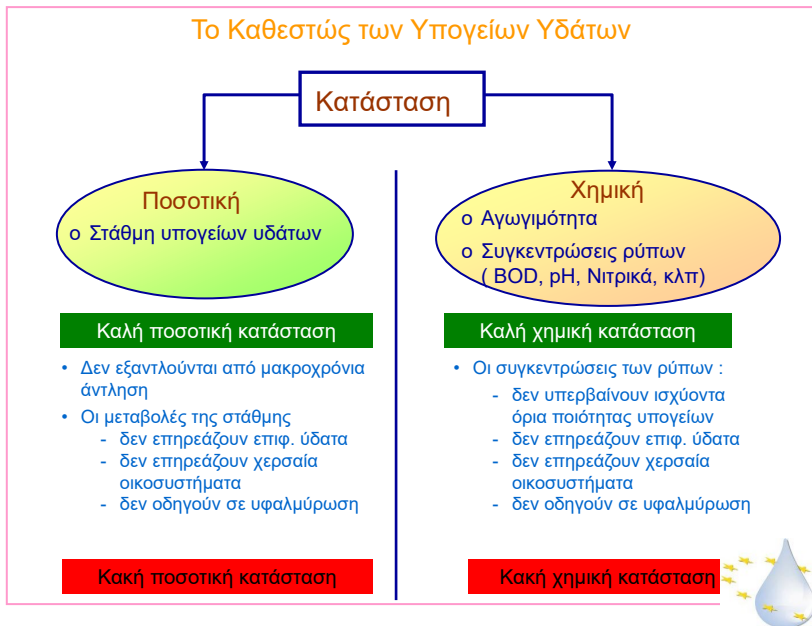 Το Καθεστώς των Υπογείων Υδάτων
Κατάσταση
Ποσοτική
o Στάθμη υπογείων υδάτων
Καλή ποσοτική κατάσταση
• Δεν εξαντλούνται από μακροχρόνια
άντληση
• Οι μεταβολές της στάθμης
- δεν επηρεάζουν επιφ. ύδατα
- δεν επηρεάζουν χερσαία
οικοσυστήματα
- δεν οδηγούν σε υφαλμύρωση
Κακή ποσοτική κατάσταση
Χημική
o Αγωγιμότητα
o Συγκεντρώσεις ρύπων
( BOD, pH, Νιτρικά, κλπ)
Καλή χημική κατάσταση
• Οι συγκεντρώσεις των ρύπων :
- δεν υπερβαίνουν ισχύοντα
όρια ποιότητας υπογείων
- δεν επηρεάζουν επιφ. ύδατα
- δεν επηρεάζουν χερσαία
οικοσυστήματα
- δεν οδηγούν σε υφαλμύρωση
Κακή χημική κατάσταση